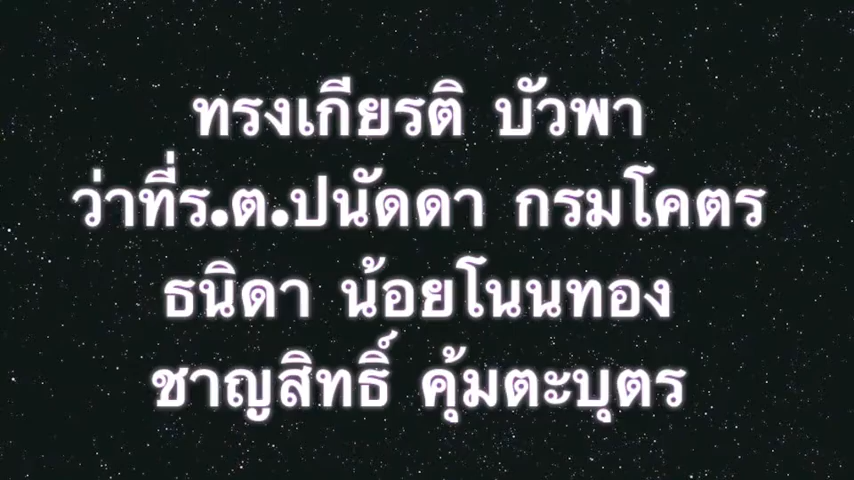 ทรงเกียรติ บัวพา
ว่าที่ร.ต.ปนัดดา กรมโคตร
ธนิดา น้อยโนนทอง
ชาญสิทธิ์ คุ้มตะบุตร